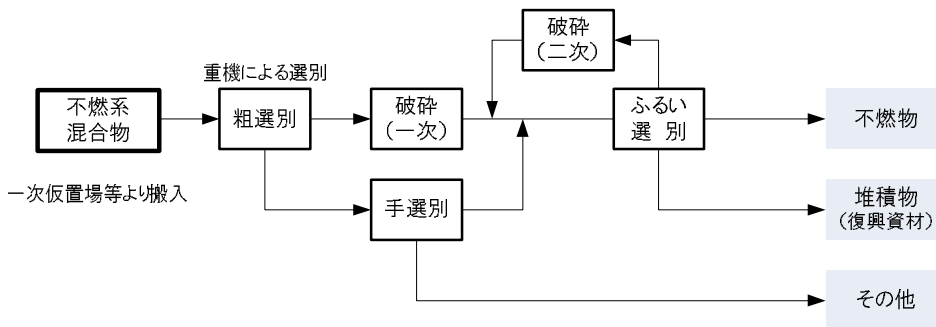 破砕
（二次）
重機による選別
不燃系
混合物
粗選別
破砕
（一次）
ふるい
選　別
不燃物
一次仮置場等より搬入
手選別
堆積物
（復興資材）
その他